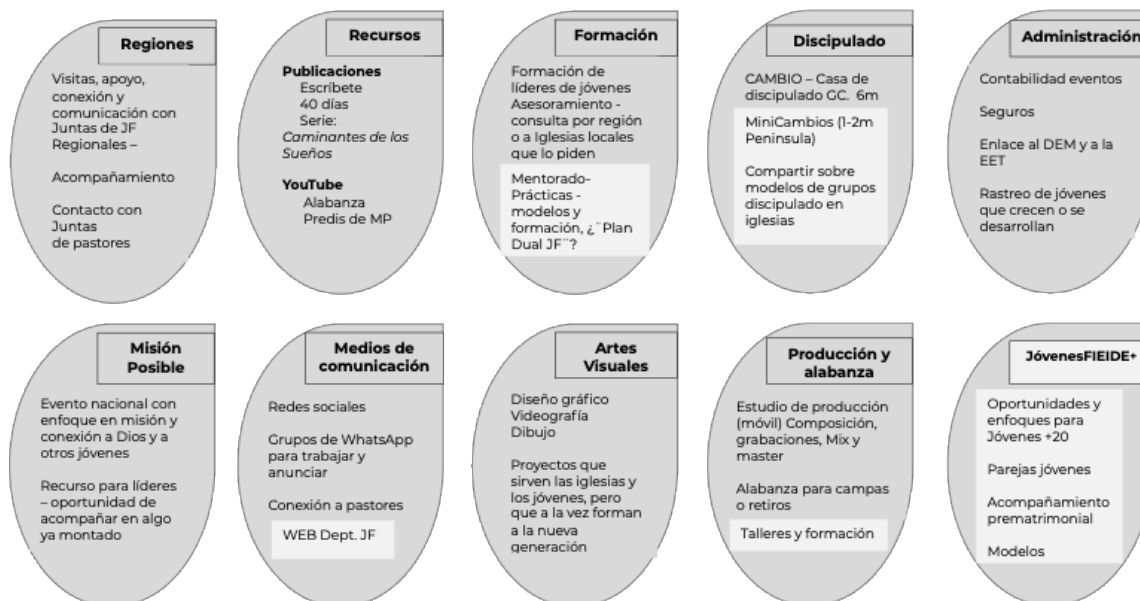 Regiones
Visitas, apoyo,
conexión y
comunicación con
Juntas de JF
Regionales –
Acompañamiento
Contacto con
Juntas
de pastores
Recursos
Publicaciones
Escríbete
40 días
Serie:
Caminantes de los
Sueños
YouTube
Alabanza
Predis de MP
Formación
Formación de
líderes de jóvenes
Asesoramiento -
consulta por región
o a Iglesias locales
que lo piden
Mentorado-
Prácticas -
modelos y
formación, ¿¨Plan
Dual JF¨?
Discipulado
CAMBIO – Casa de
discipulado GC. 6m
MiniCambios (1-2m
Peninsula)
Compartir sobre
modelos de grupos
discipulado en
iglesias
Administración
Contabilidad eventos
Seguros
Enlace al DEM y a la
EET
Rastreo de jóvenes
que crecen o se
desarrollan
Misión
Posible
Evento nacional con
enfoque en misión y
conexión a Dios y a
otros jóvenes
Recurso para líderes
– oportunidad de
acompañar en algo
ya montado
Medios de
comunicación
Redes sociales
Grupos de WhatsApp
para trabajar y
anunciar
Conexión a pastores
WEB Dept. JF
Artes
Visuales
Diseño gráfico
Videografía
Dibujo
Proyectos que
sirven las iglesias y
los jóvenes, pero
que a la vez forman
a la nueva
generación
Producción y
alabanza
Estudio de producción
(móvil) Composición,
grabaciones, Mix y
master
Alabanza para campas
o retiros
Talleres y formación
JóvenesFIEIDE+
Oportunidades y
enfoques para
Jóvenes +20
Parejas jóvenes
Acompañamiento
prematrimonial
Modelos